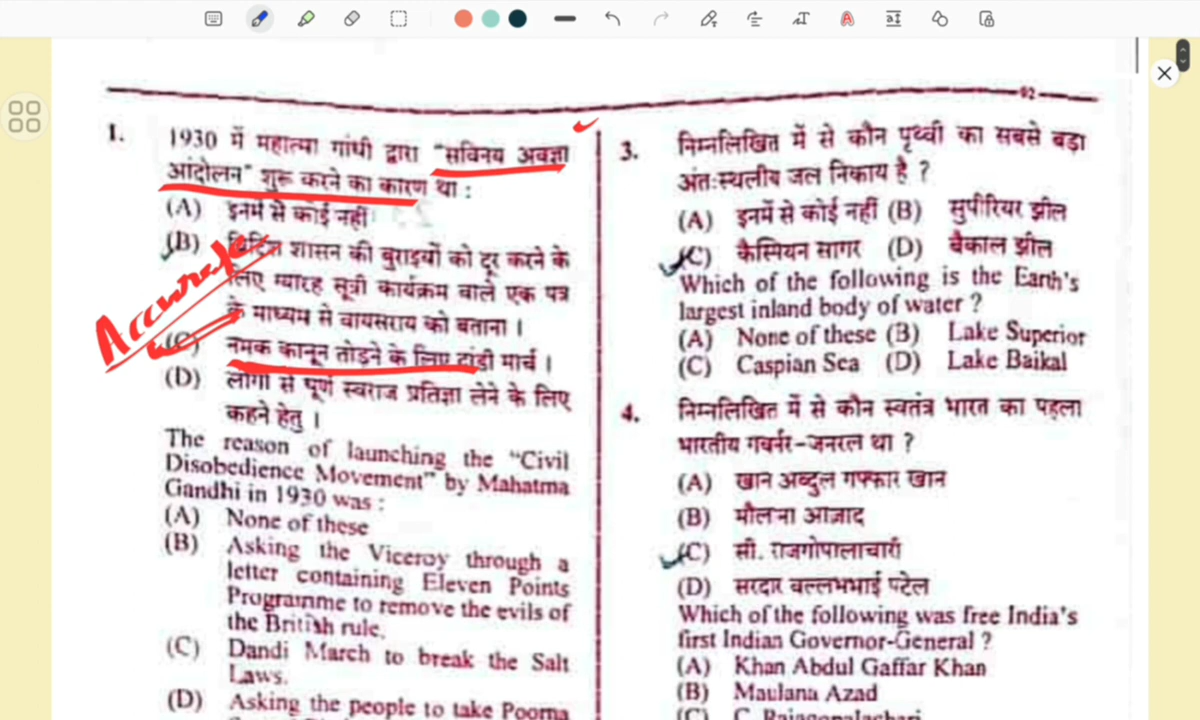 92
1. 1930 में महात्मा गांधी द्वारा "सविनय अवज्ञा
आंदोलन" शुरू करने का कारण था :
(A) इनमें से कोई नहीं
(B) ब्रिटिश शासन की बुराइयों को दूर करने के
लिए ग्यारह सूत्री कार्यक्रम वाले एक पत्र
के माध्यम से वायसराय को बताना ।
(C) नमक कानून तोड़ने के लिए दांडी मार्च ।
(D) लोगों से पूर्ण स्वराज प्रतिज्ञा लेने के लिए
कहने हेतु ।
Accurate
The reason of launching the "Civil
Disobedience Movement" by Mahatma
Gandhi in 1930 was :
(A) None of these
(B) Asking the Viceroy through a
letter containing Eleven Points
Programme to remove the evils of
the British rule.
(C) Dandi March to break the Salt
Laws.
(D) Asking the people to take Poorna
3. निम्नलिखित में से कौन पृथ्वी का सबसे बड़ा
अंतःस्थलीय जल निकाय है ?
(A) इनमें से कोई नहीं (B) सुपीरियर झील
(C) कैस्पियन सागर (D) बैकाल झील
Which of the following is the Earth's
largest inland body of water ?
(A) None of these (B) Lake Superior
(C) Caspian Sea (D) Lake Baikal
4. निम्नलिखित में से कौन स्वतंत्र भारत का पहला
भारतीय गवर्नर-जनरल था ?
(A) खान अब्दुल गफ्फार खान
(B) मौलाना आज़ाद
(C) सी. राजगोपालाचारी
(D) सरदार वल्लभभाई पटेल
Which of the following was free India's
first Indian Governor-General ?
(A) Khan Abdul Gaffar Khan
(B) Maulana Azad
(C) C. Rajagopalachari